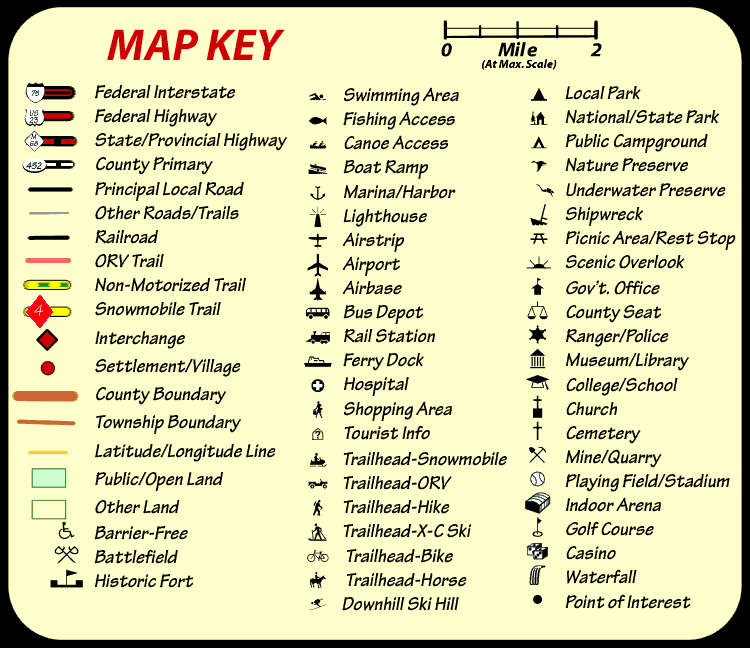 MAP KEY
0 Mile 2
(At Max. Scale)
75 Federal Interstate
US 23 Federal Highway
M 68 State/Provincial Highway
452 County Primary
Principal Local Road
Other Roads/Trails
Railroad
ORV Trail
Non-Motorized Trail
4 Snowmobile Trail
Interchange
Settlement/Village
County Boundary
Township Boundary
Latitude/Longitude Line
Public/Open Land
Other Land
Barrier-Free
Battlefield
Historic Fort
Swimming Area
Fishing Access
Canoe Access
Boat Ramp
Marina/Harbor
Lighthouse
Airstrip
Airport
Airbase
Bus Depot
Rail Station
Ferry Dock
Hospital
Shopping Area
? Tourist Info
Trailhead-Snowmobile
Trailhead-ORV
Trailhead-Hike
Trailhead-X-C Ski
Trailhead-Bike
Trailhead-Horse
Downhill Ski Hill
Local Park
National/State Park
Public Campground
Nature Preserve
Underwater Preserve
Shipwreck
Picnic Area/Rest Stop
Scenic Overlook
Gov't. Office
County Seat
Ranger/Police
Museum/Library
College/School
Church
Cemetery
Mine/Quarry
Playing Field/Stadium
Indoor Arena
Golf Course
Casino
Waterfall
Point of Interest